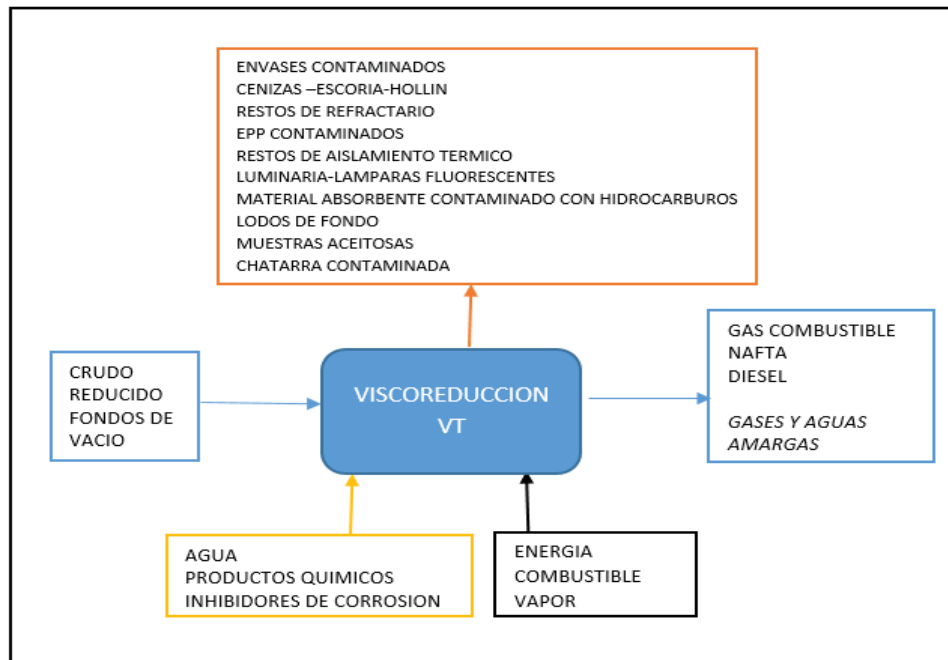 ENVASES CONTAMINADOS
CENIZAS –ESCORIA-HOLLIN
RESTOS DE REFRACTARIO
EPP CONTAMINADOS
RESTOS DE AISLAMIENTO TERMICO
LUMINARIA-LAMPARAS FLUORESCENTES
MATERIAL ABSORBENTE CONTAMINADO CON HIDROCARBUROS
LODOS DE FONDO
MUESTRAS ACEITOSAS
CHATARRA CONTAMINADA
CRUDO
REDUCIDO
FONDOS DE
VACIO
VISCOREDUCCION
VT
GAS COMBUSTIBLE
NAFTA
DIESEL
GASES Y AGUAS
AMARGAS
AGUA
PRODUCTOS QUIMICOS
INHIBIDORES DE CORROSION
ENERGIA
COMBUSTIBLE
VAPOR